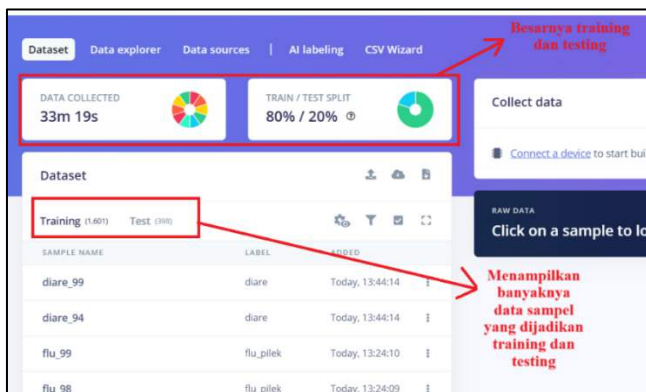 Besarnya training
dan testing
Dataset Data explorer Data sources | AI labeling CSV Wizard
DATA COLLECTED
33m 19s
TRAIN / TEST SPLIT
80% / 20%
Collect data
Connect a device to start bui
Dataset
Training (1.601) Test (398)
RAW DATA
Click on a sample to lo
SAMPLE NAME LABEL ADDED
diare_99 diare Today, 13:44:14
diare_94 diare Today, 13:44:14
flu_99 flu_pilek Today, 13:24:10
flu_98 flu_pilek Today, 13:24:09
Menampilkan
banyaknya
data sampel
yang dijadikan
training dan
testing